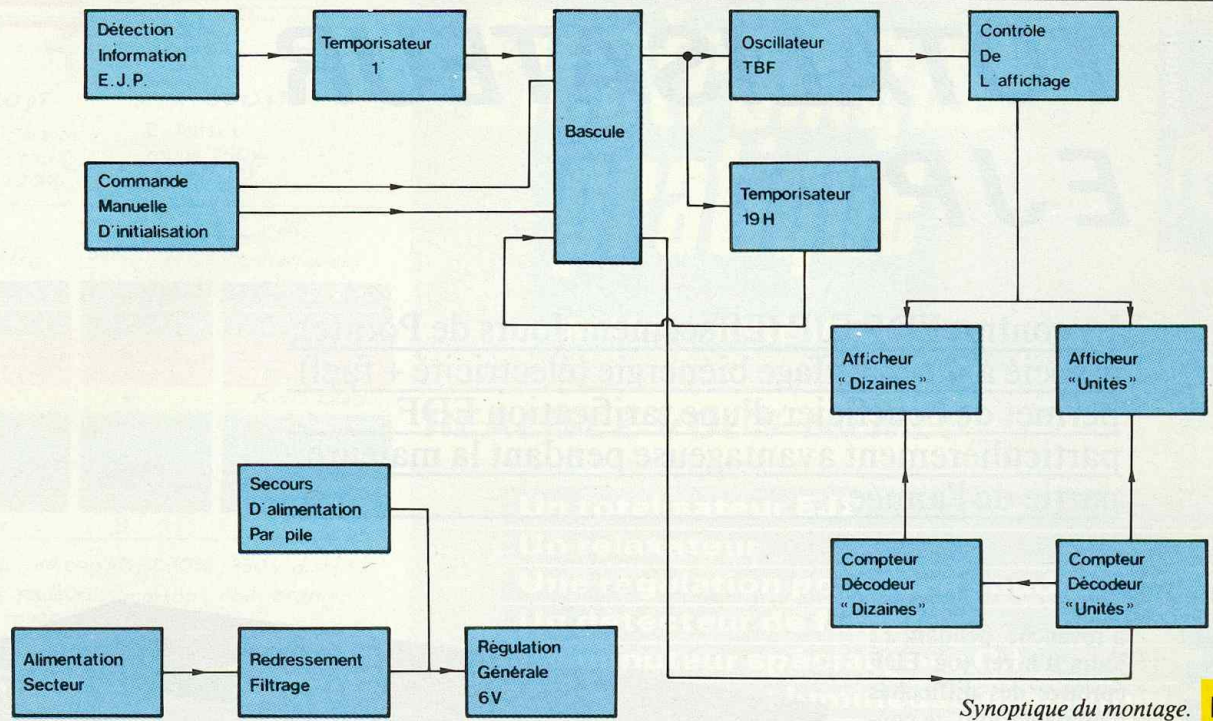 Détection
Information
E.J.P.
Temporisateur
1'
Bascule
Oscillateur
TBF
Contrôle
De
L'affichage
Commande
Manuelle
D'initialisation
Temporisateur
19H
Afficheur
"Dizaines"
Afficheur
"Unités"
Secours
D'alimentation
Par pile
Compteur
Décodeur
"Dizaines"
Compteur
Décodeur
"Unités"
Alimentation
Secteur
Redressement
Filtrage
Régulation
Générale
6V
Synoptique du montage.